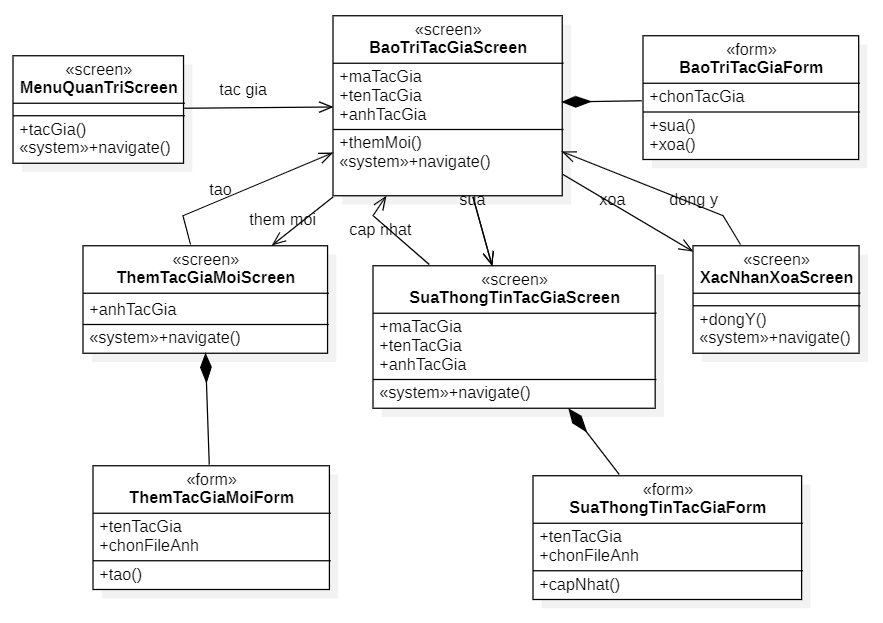 «screen»
BaoTriTacGiaScreen
+maTacGia
+tenTacGia
+anhTacGia
+themMoi()
«system»+navigate()
«form»
BaoTriTacGiaForm
+chonTacGia
+sua()
+xoa()
«screen»
MenuQuanTriScreen
+tacGia()
«system»+navigate()
tac gia
tao
them moi
cap nhat
sua
xoa
dong y
«screen»
ThemTacGiaMoiScreen
+anhTacGia
«system»+navigate()
«screen»
SuaThongTinTacGiaScreen
+maTacGia
+tenTacGia
+anhTacGia
«system»+navigate()
«screen»
XacNhanXoaScreen
+dongY()
«system»+navigate()
«form»
ThemTacGiaMoiForm
+tenTacGia
+chonFileAnh
+tao()
«form»
SuaThongTinTacGiaForm
+tenTacGia
+chonFileAnh
+capNhat()